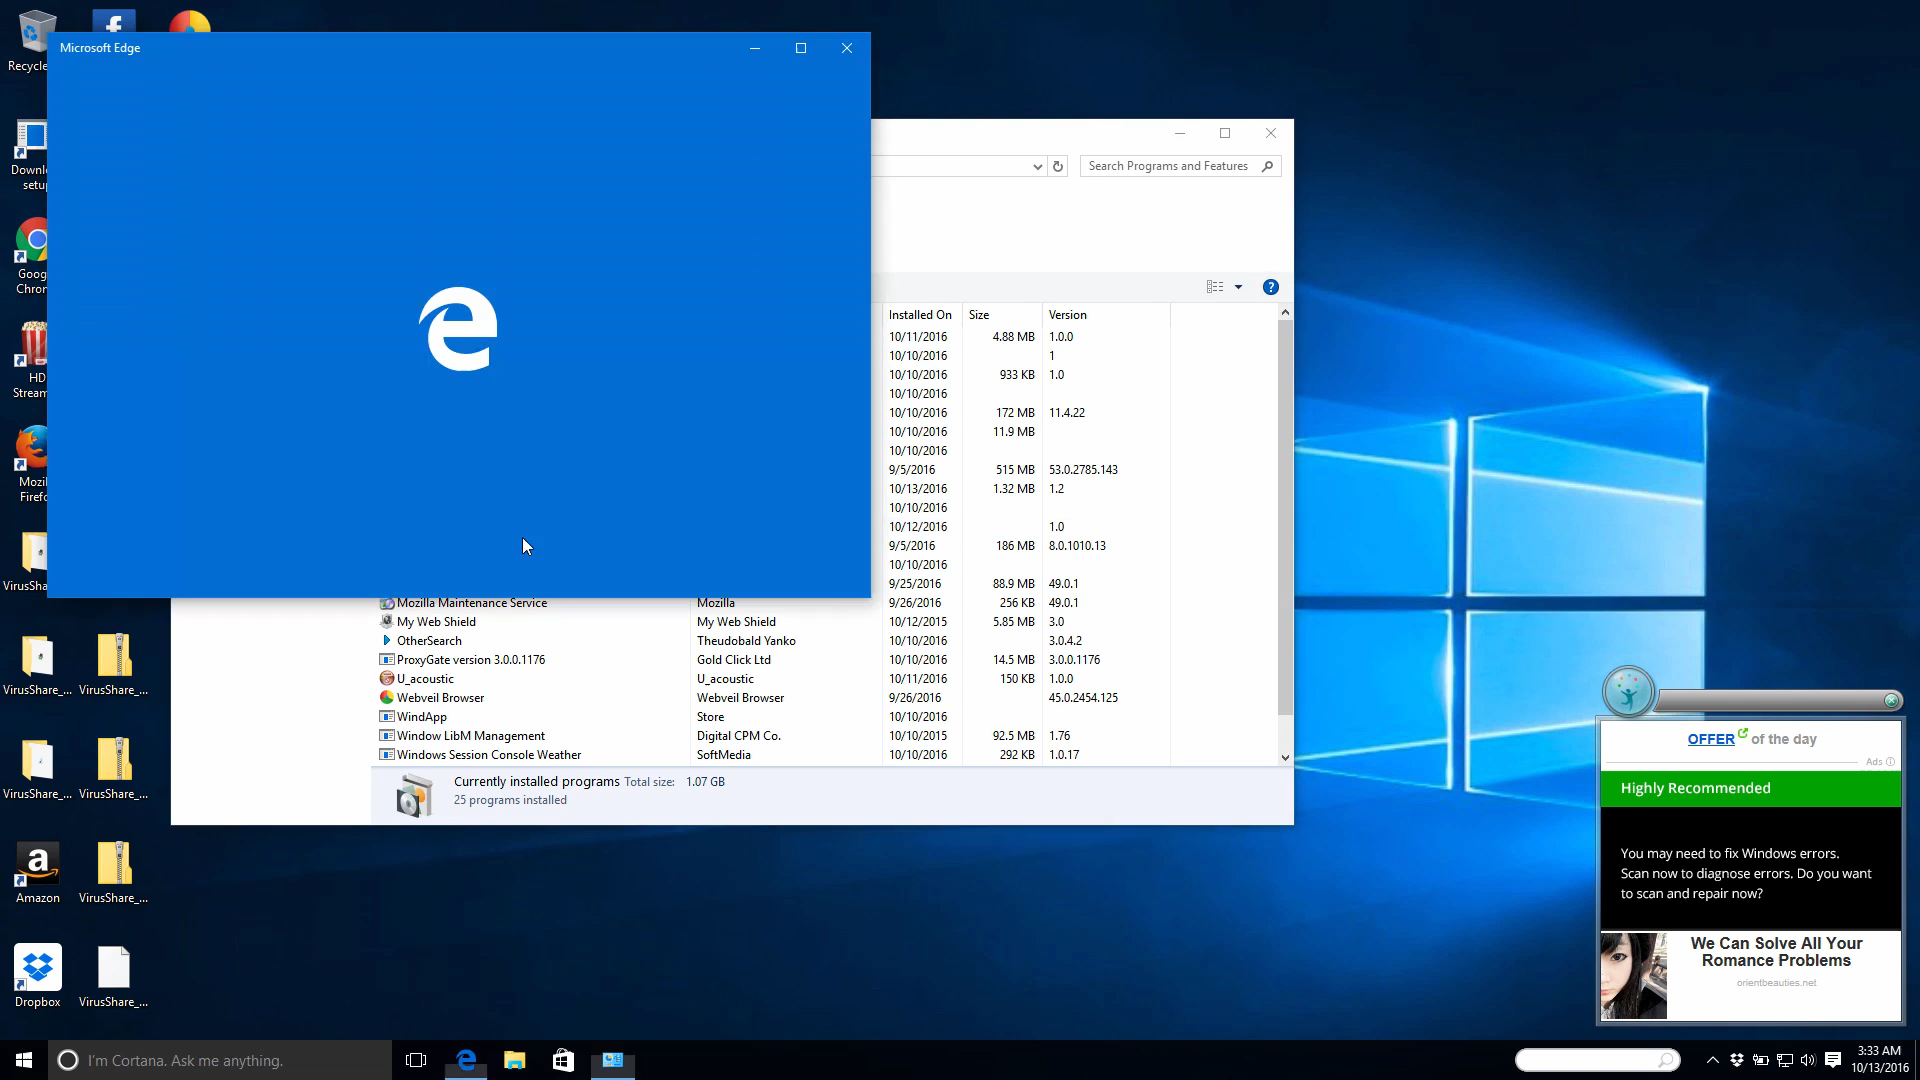 Recycle
Microsoft Edge
Downl
setu
Goog
Chron
HD
Stream
Mozil
Firefo
VirusSha
VirusShare_...
VirusShare_...
VirusShare_...
VirusShare_...
Amazon
VirusShare_...
Dropbox
VirusShare_...
Search Programs and Features
Installed On Size Version
10/11/2016 4.88 MB 1.0.0
10/10/2016 1
10/10/2016 933 KB 1.0
10/10/2016
10/10/2016 172 MB 11.4.22
10/10/2016 11.9 MB
10/10/2016
9/5/2016 515 MB 53.0.2785.143
10/13/2016 1.32 MB 1.2
10/10/2016
10/12/2016 1.0
9/5/2016 186 MB 8.0.1010.13
10/10/2016
9/25/2016 88.9 MB 49.0.1
Mozilla Maintenance Service Mozilla 9/26/2016 256 KB 49.0.1
My Web Shield My Web Shield 10/12/2015 5.85 MB 3.0
OtherSearch Theudobald Yanko 10/10/2016 3.0.4.2
ProxyGate version 3.0.0.1176 Gold Click Ltd 10/10/2016 14.5 MB 3.0.0.1176
U_acoustic U_acoustic 10/11/2016 150 KB 1.0.0
Webveil Browser Webveil Browser 9/26/2016 45.0.2454.125
WindApp Store 10/10/2016
Window LibM Management Digital CPM Co. 10/10/2015 92.5 MB 1.76
Windows Session Console Weather SoftMedia 10/10/2016 292 KB 1.0.17
Currently installed programs Total size: 1.07 GB
25 programs installed
OFFER of the day
Ads
Highly Recommended
You may need to fix Windows errors.
Scan now to diagnose errors. Do you want
to scan and repair now?
We Can Solve All Your
Romance Problems
orientbeauties.net
I'm Cortana. Ask me anything.
3:33 AM
10/13/2016